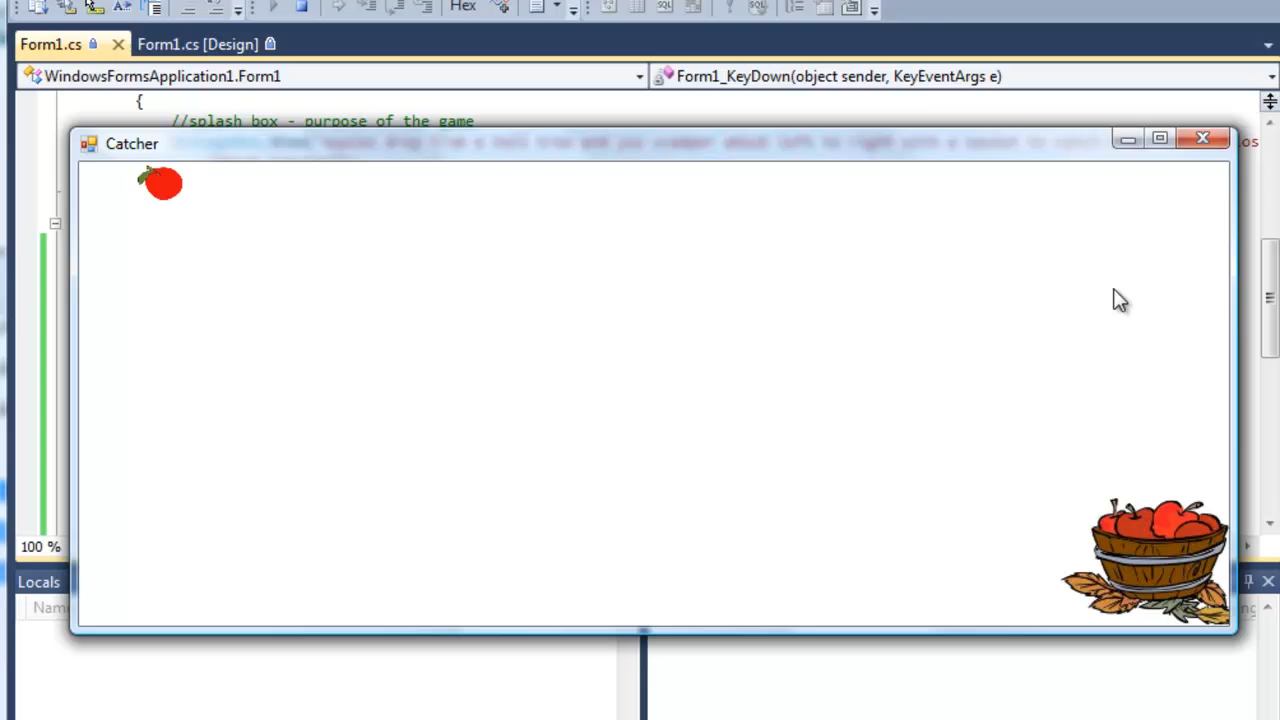 Hex
Form1.cs
Form1.cs [Design]
WindowsFormsApplication1.Form1
Form1_KeyDown(object sender, KeyEventArgs e)
{
//splash box - purpose of the game
Catcher
100 %
Locals